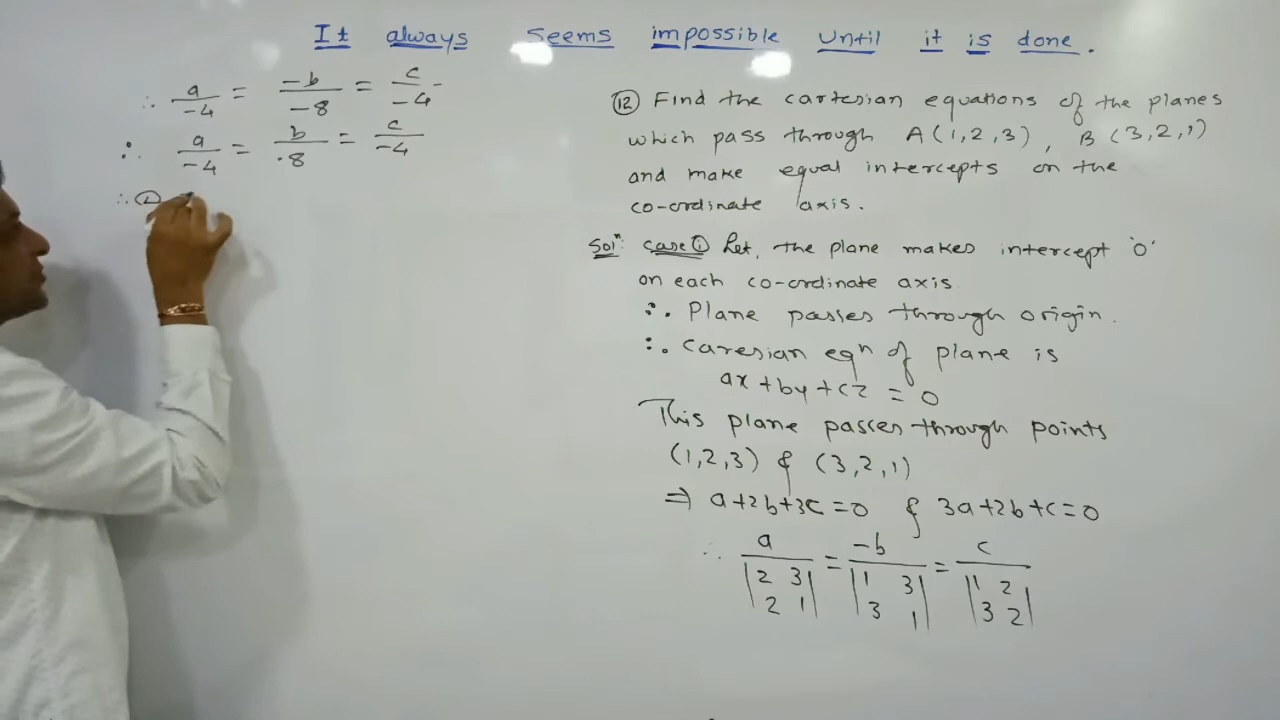 It always seems impossible until it is done.
∴ a/-4 = -b/-8 = c/-4
∴ a/-4 = b/8 = c/-4
∴ a
⑫ Find the cartesian equations of the planes
which pass through A(1,2,3), B(3,2,1)
and make equal intercepts on the
co-ordinate axis.
Solⁿ: Case① Let, the plane makes intercept 'o'
on each co-ordinate axis
∴ Plane passes through origin.
∴ Caresian eqⁿ of plane is
ax+by+cz = 0
This plane passes through points
(1,2,3) & (3,2,1)
⇒ a+2b+3c=0 & 3a+2b+c=0
∴ a/|2 3; 2 1| = -b/|1 3; 3 1| = c/|1 2; 3 2|